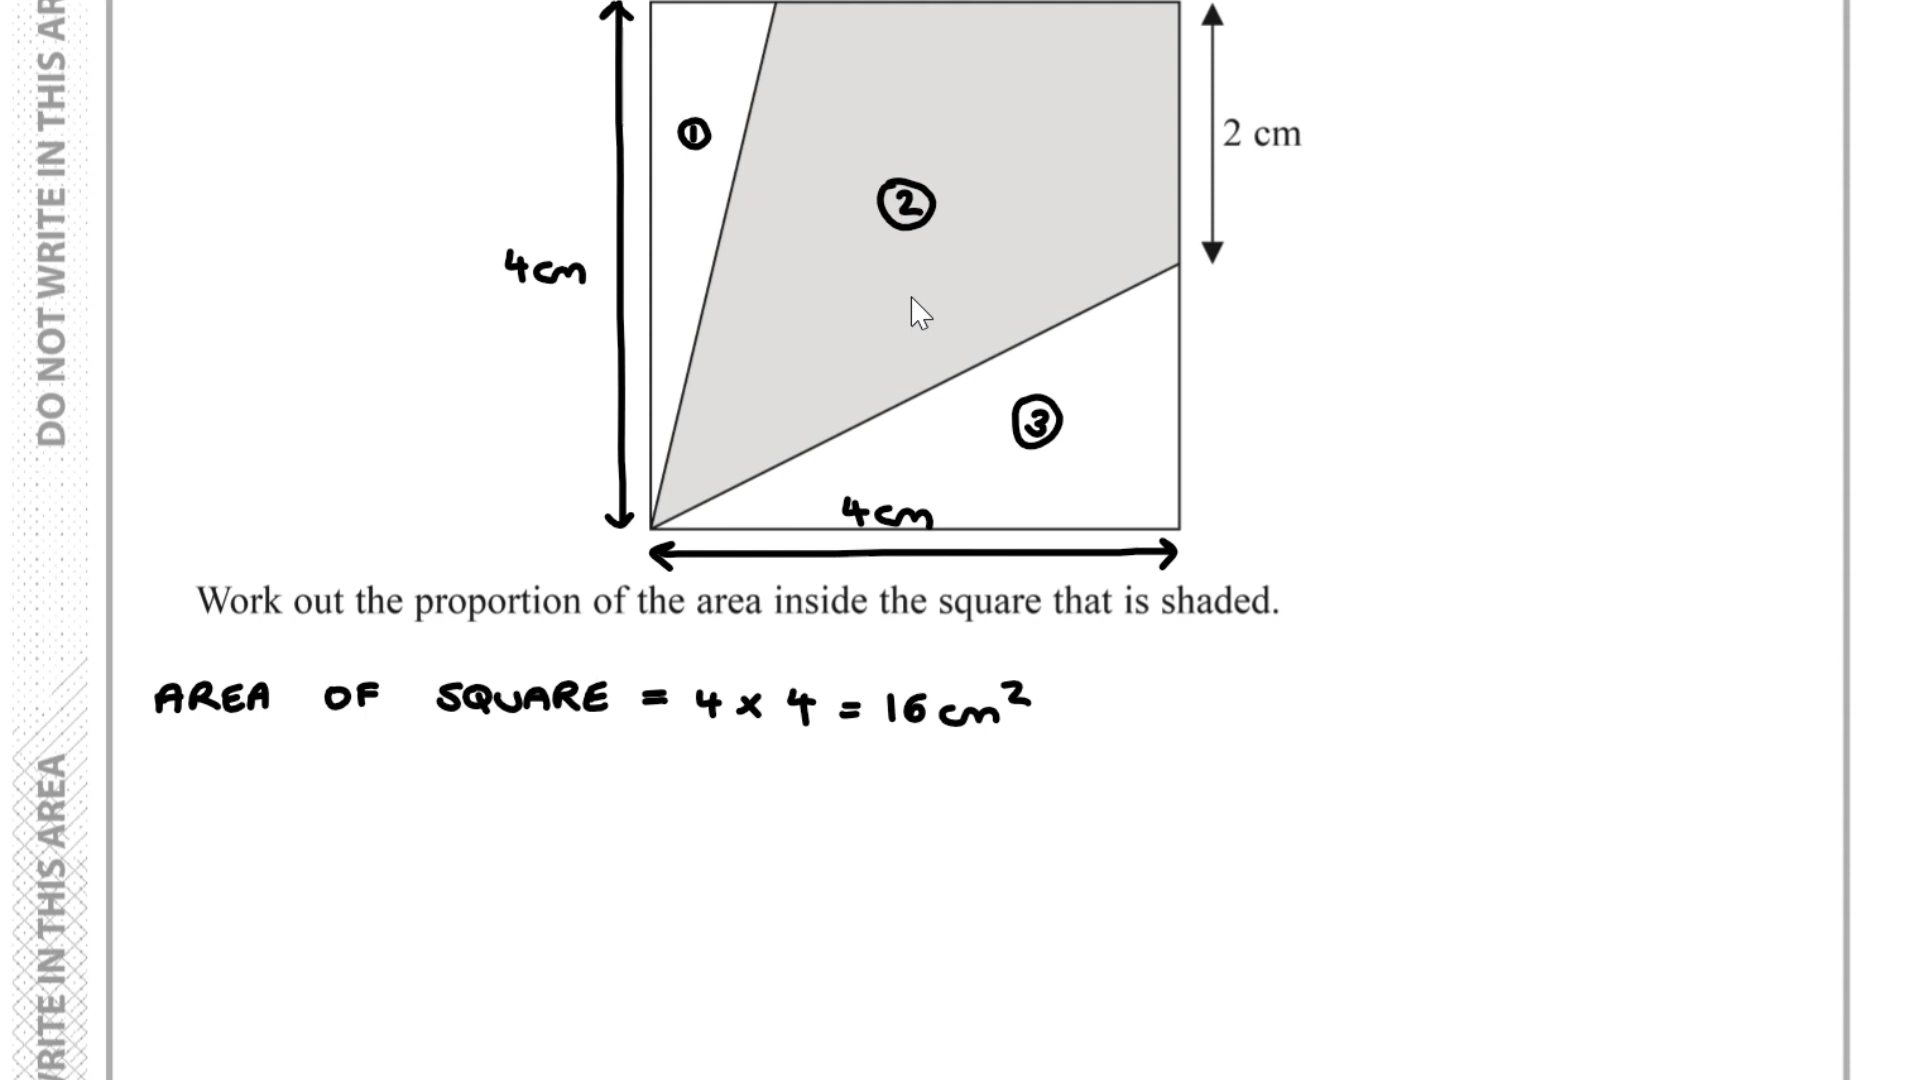 DO NOT WRITE IN THIS AR
①
2 cm
②
4cm
③
4cm
Work out the proportion of the area inside the square that is shaded.
AREA OF SQUARE = 4 × 4 = 16 cm²
WRITE IN THIS AREA